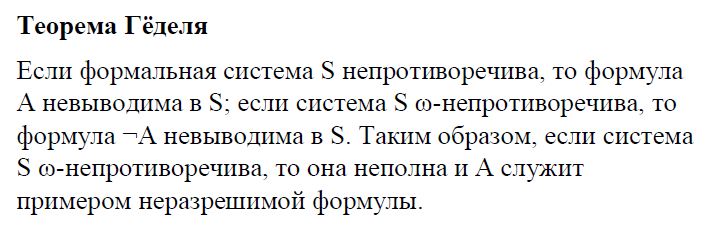 Теорема Гёделя
Если формальная система S непротиворечива, то формула
A невыводима в S; если система S ω-непротиворечива, то
формула ¬A невыводима в S. Таким образом, если система
S ω-непротиворечива, то она неполна и A служит
примером неразрешимой формулы.